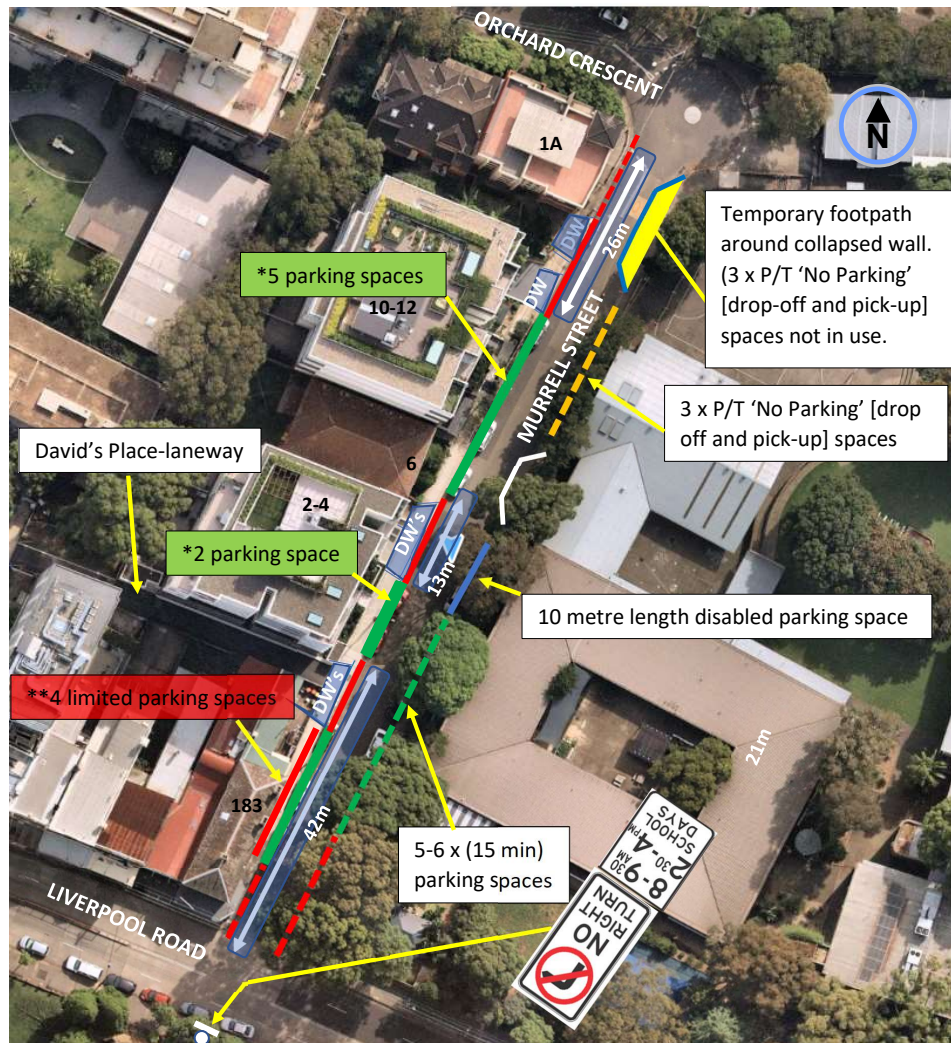 ORCHARD CRESCENT
1A
N
Temporary footpath
around collapsed wall.
(3 x P/T ‘No Parking’
[drop-off and pick-up]
spaces not in use.
DW
26m
*5 parking spaces
10-12
DW
MURRELL STREET
3 x P/T ‘No Parking’ [drop
off and pick-up] spaces
David’s Place-laneway
6
2-4
DW's
*2 parking space
13m
10 metre length disabled parking space
DW's
**4 limited parking spaces
21m
183
42m
5-6 x (15 min)
parking spaces
LIVERPOOL ROAD
8-9 30 AM
2 30-4 PM
SCHOOL
DAYS
NO
RIGHT
TURN